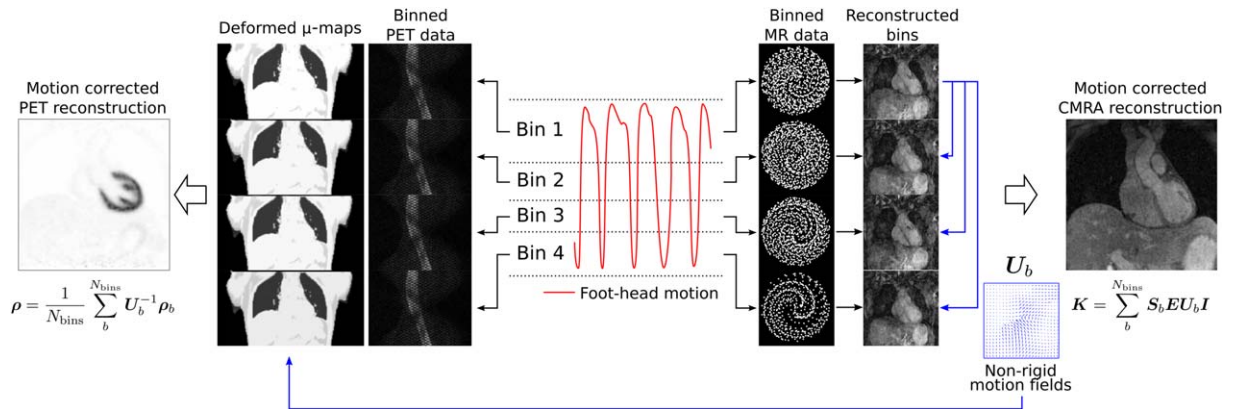 Deformed μ-maps
Binned
PET data
Binned
MR data
Reconstructed
bins
Motion corrected
PET reconstruction
Motion corrected
CMRA reconstruction
Bin 1
Bin 2
Bin 3
Bin 4
Foot-head motion
ρ = 1/N_bins ∑_b^{N_bins} U_b^{-1} ρ_b
U_b
K = ∑_b^{N_bins} S_b E U_b I
Non-rigid
motion fields